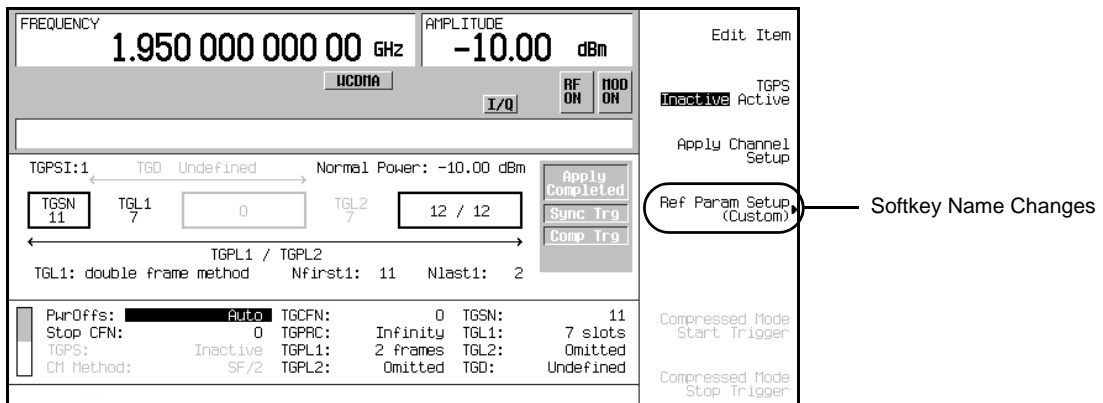 FREQUENCY
1.950 000 000 00 GHz
AMPLITUDE
-10.00 dBm
WCDMA
I/Q
RF ON
MOD ON
TGPSI:1
TGD Undefined
Normal Power: -10.00 dBm
TGSN 11
TGL1 7
0
TGL2 7
12 / 12
Apply Completed
Sync Trg
Comp Trg
TGPL1 / TGPL2
TGL1: double frame method Nfirst1: 11 Nlast1: 2
PwrOffs: Auto TGCFN: 0 TGSN: 11
Stop CFN: 0 TGPRC: Infinity TGL1: 7 slots
TGPS: Inactive TGPL1: 2 frames TGL2: Omitted
CM Method: SF/2 TGPL2: Omitted TGD: Undefined
Edit Item
TGPS
Inactive Active
Apply Channel
Setup
Ref Param Setup
(Custom)
Softkey Name Changes
Compressed Mode
Start Trigger
Compressed Mode
Stop Trigger